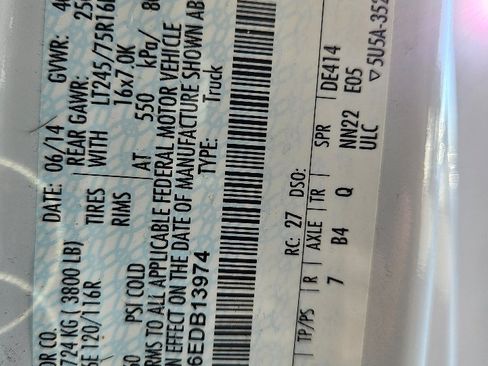 OR CO.
DATE: 06/14 GVWR:
724 KG ( 3800 LB) REAR GAWR:
SE 120/116R TIRES WITH LT245/75R16
RIMS 16x7.0K
PSI COLD AT 550 kPa/
RMS TO ALL APPLICABLE FEDERAL MOTOR VEHICLE
N EFFECT ON THE DATE OF MANUFACTURE SHOWN AB
6EDB13974 TYPE: Truck
RC: 27 DSO:
TP/PS R AXLE TR SPR DE414
7 B4 Q NN22 E05
ULC ▽5U5A-352